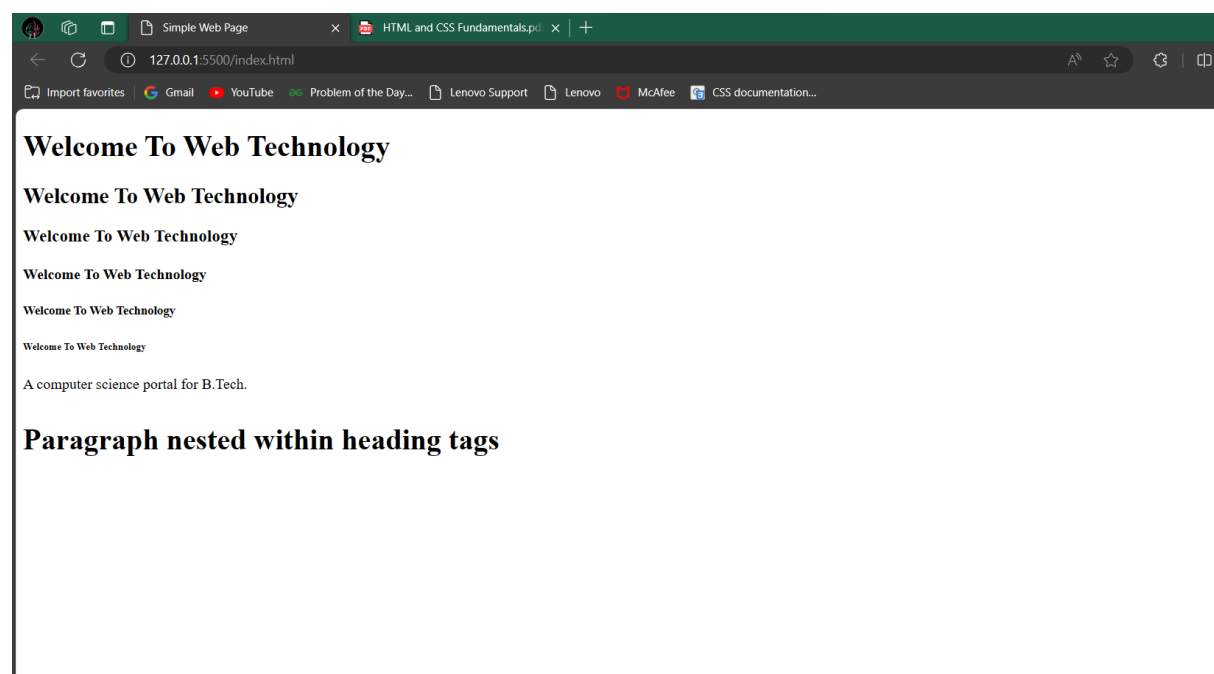 Simple Web Page
HTML and CSS Fundamentals.pd
127.0.0.1:5500/index.html
Import favorites Gmail YouTube Problem of the Day... Lenovo Support Lenovo McAfee CSS documentation...
Welcome To Web Technology
Welcome To Web Technology
Welcome To Web Technology
Welcome To Web Technology
Welcome To Web Technology
Welcome To Web Technology
A computer science portal for B.Tech.
Paragraph nested within heading tags